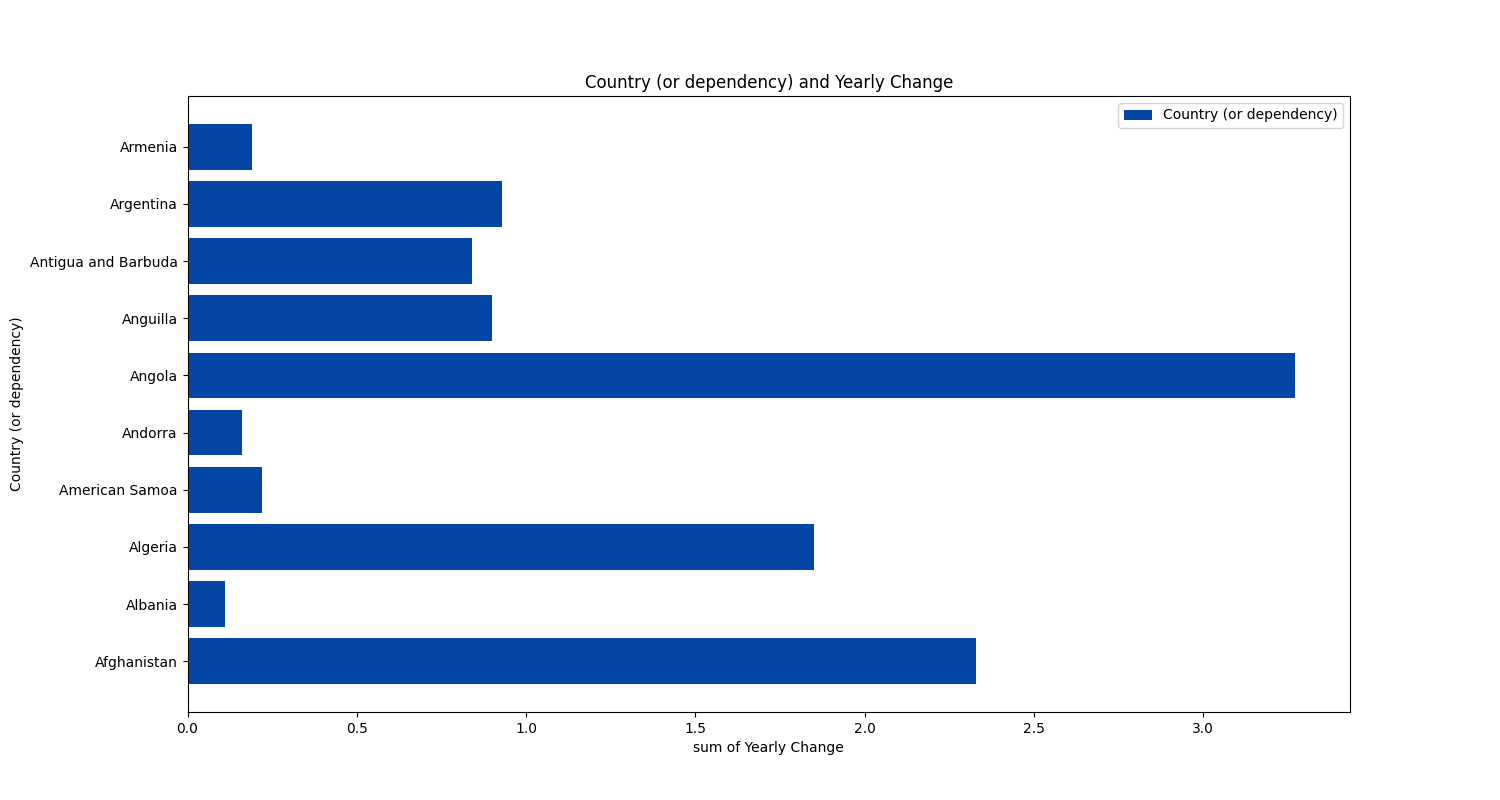 Country (or dependency) and Yearly Change
Country (or dependency)
Country (or dependency)
Armenia
Argentina
Antigua and Barbuda
Anguilla
Angola
Andorra
American Samoa
Algeria
Albania
Afghanistan
0.0 0.5 1.0 1.5 2.0 2.5 3.0
sum of Yearly Change